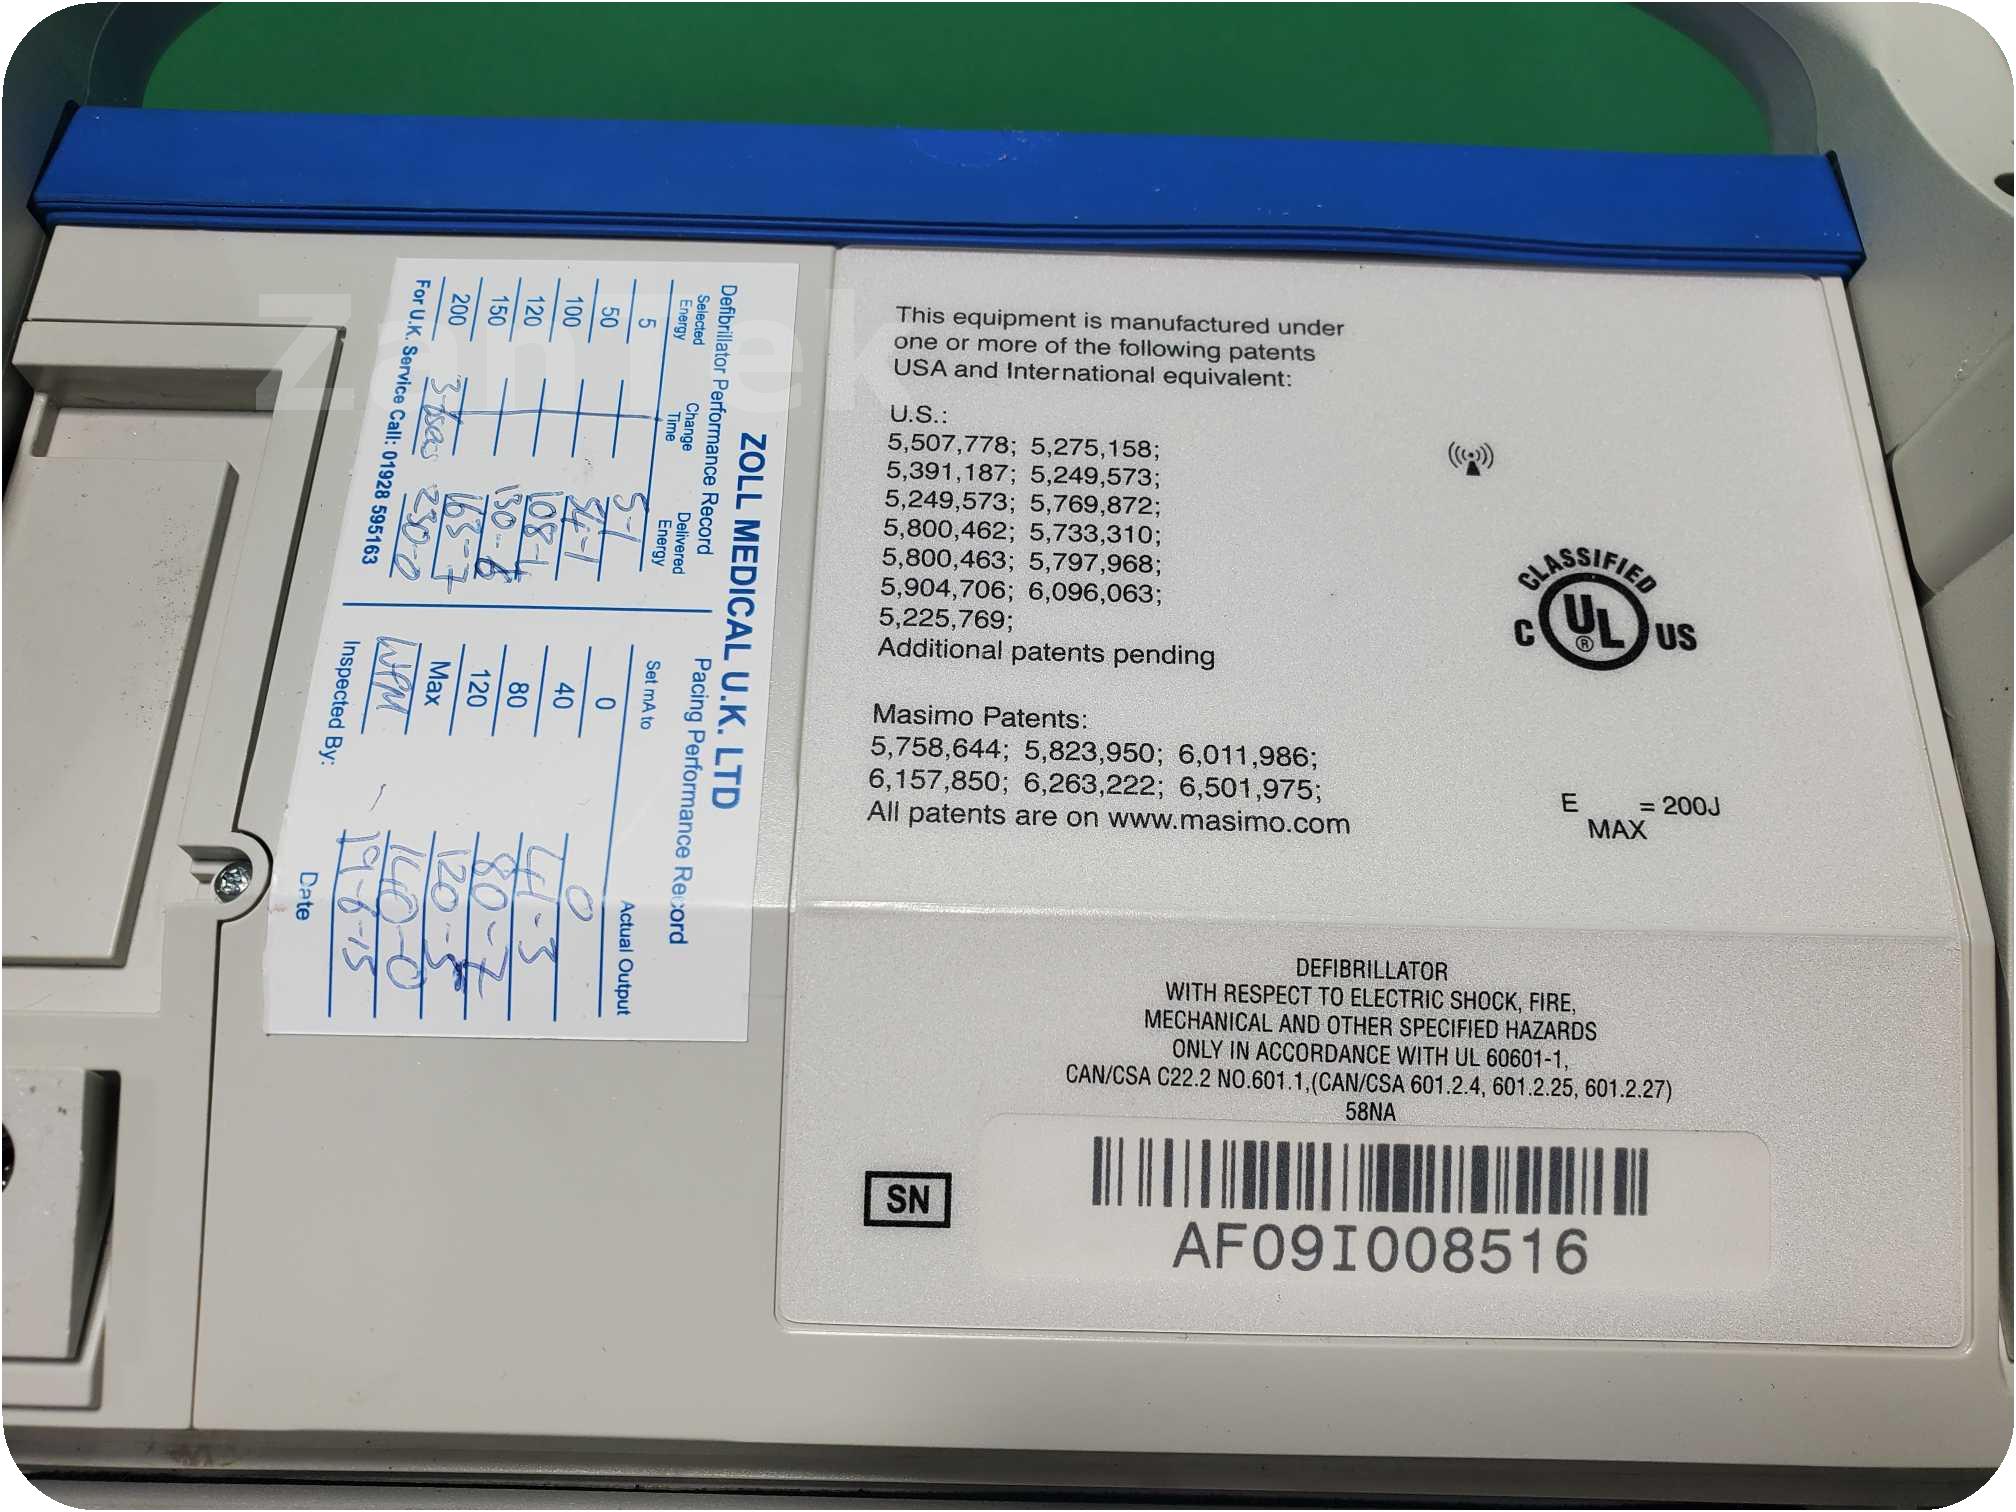 Zantek
ZOLL MEDICAL U.K. LTD
Defibrillator Performance Record
Selected Energy Change Time Delivered Energy
5 5-1
50 54-1
100 108-4
120 130-6
150 163-7
200 230-0
For U.K. Service Call: 01928 595163
Pacing Performance Record
Set mA to Actual Output
0 0
40 41-3
80 80-7
120 120-5
Max 140-0
19-6-15
Inspected By: Date
This equipment is manufactured under
one or more of the following patents
USA and International equivalent:
U.S.:
5,507,778; 5,275,158;
5,391,187; 5,249,573;
5,249,573; 5,769,872;
5,800,462; 5,733,310;
5,800,463; 5,797,968;
5,904,706; 6,096,063;
5,225,769;
Additional patents pending
Masimo Patents:
5,758,644; 5,823,950; 6,011,986;
6,157,850; 6,263,222; 6,501,975;
All patents are on www.masimo.com
CLASSIFIED
C UL ® US
E MAX = 200J
DEFIBRILLATOR
WITH RESPECT TO ELECTRIC SHOCK, FIRE,
MECHANICAL AND OTHER SPECIFIED HAZARDS
ONLY IN ACCORDANCE WITH UL 60601-1,
CAN/CSA C22.2 NO.601.1,(CAN/CSA 601.2.4, 601.2.25, 601.2.27)
58NA
SN
AF09I008516